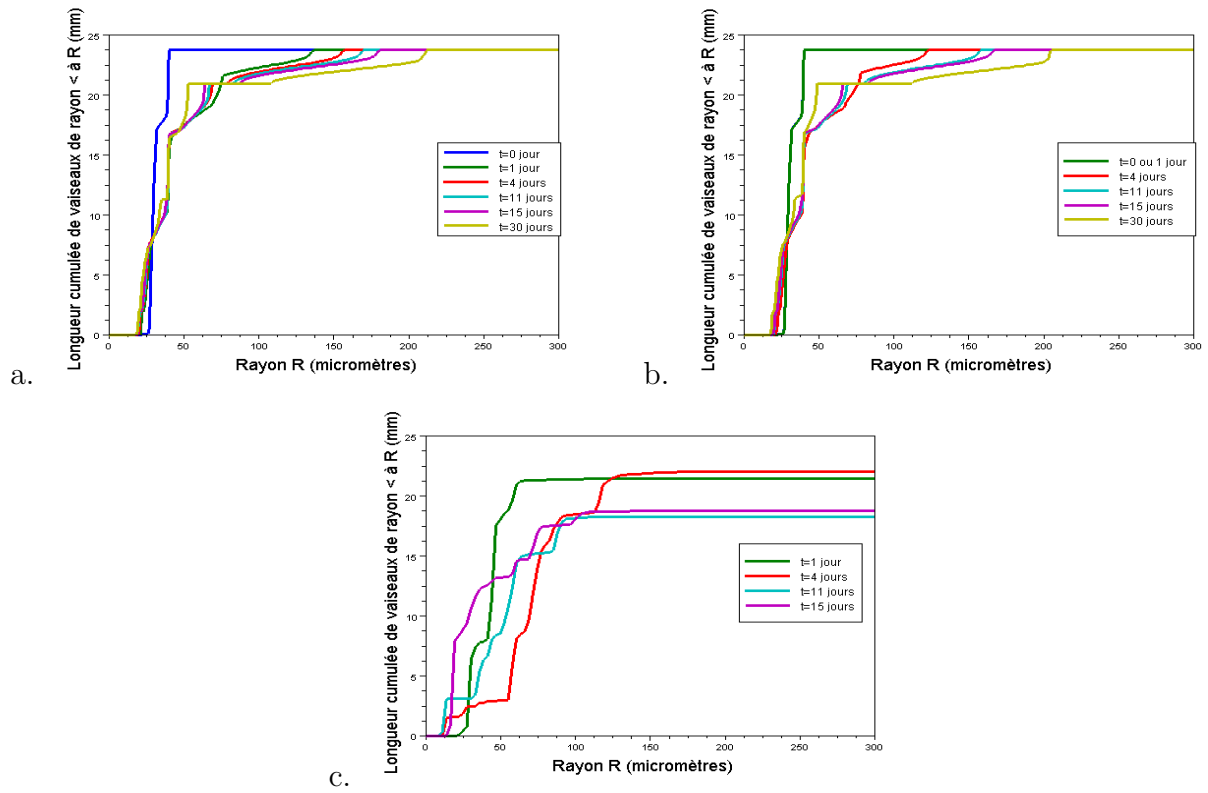 Longueur cumulée de vaiseaux de rayon < à R (mm)
25
20
15
10
5
0
0 50 100 150 200 250 300
Rayon R (micromètres)
t=0 jour
t=1 jour
t=4 jours
t=11 jours
t=15 jours
t=30 jours
a.
Longueur cumulée de vaiseaux de rayon < à R (mm)
25
20
15
10
5
0
0 50 100 150 200 250 300
Rayon R (micromètres)
t=0 ou 1 jour
t=4 jours
t=11 jours
t=15 jours
t=30 jours
b.
Longueur cumulée de vaiseaux de rayon < à R (mm)
25
20
15
10
5
0
0 50 100 150 200 250 300
Rayon R (micromètres)
t=1 jour
t=4 jours
t=11 jours
t=15 jours
c.